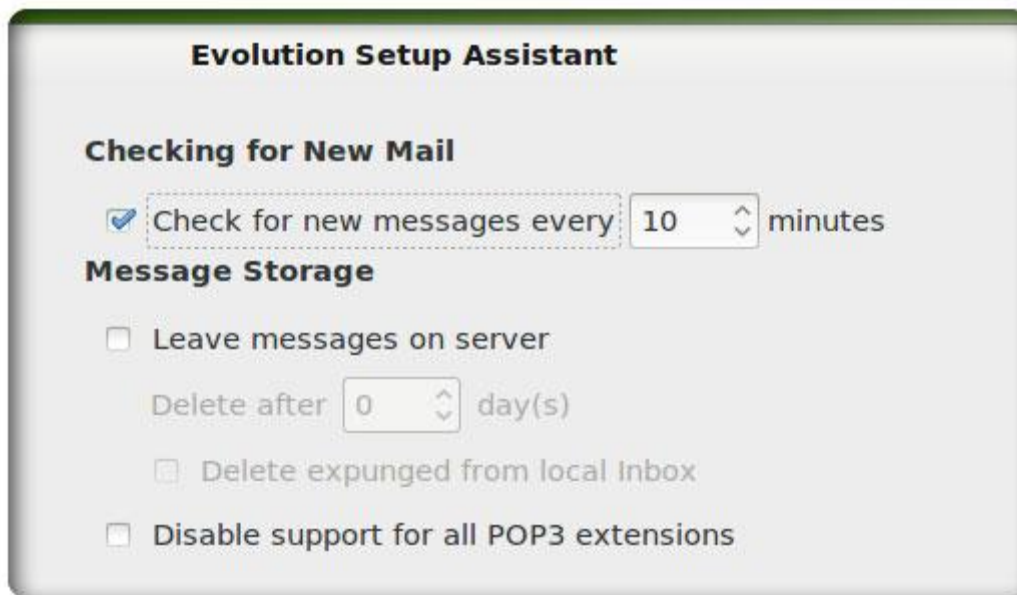 Evolution Setup Assistant
Checking for New Mail
Check for new messages every 10 minutes
Message Storage
Leave messages on server
Delete after 0 day(s)
Delete expunged from local Inbox
Disable support for all POP3 extensions